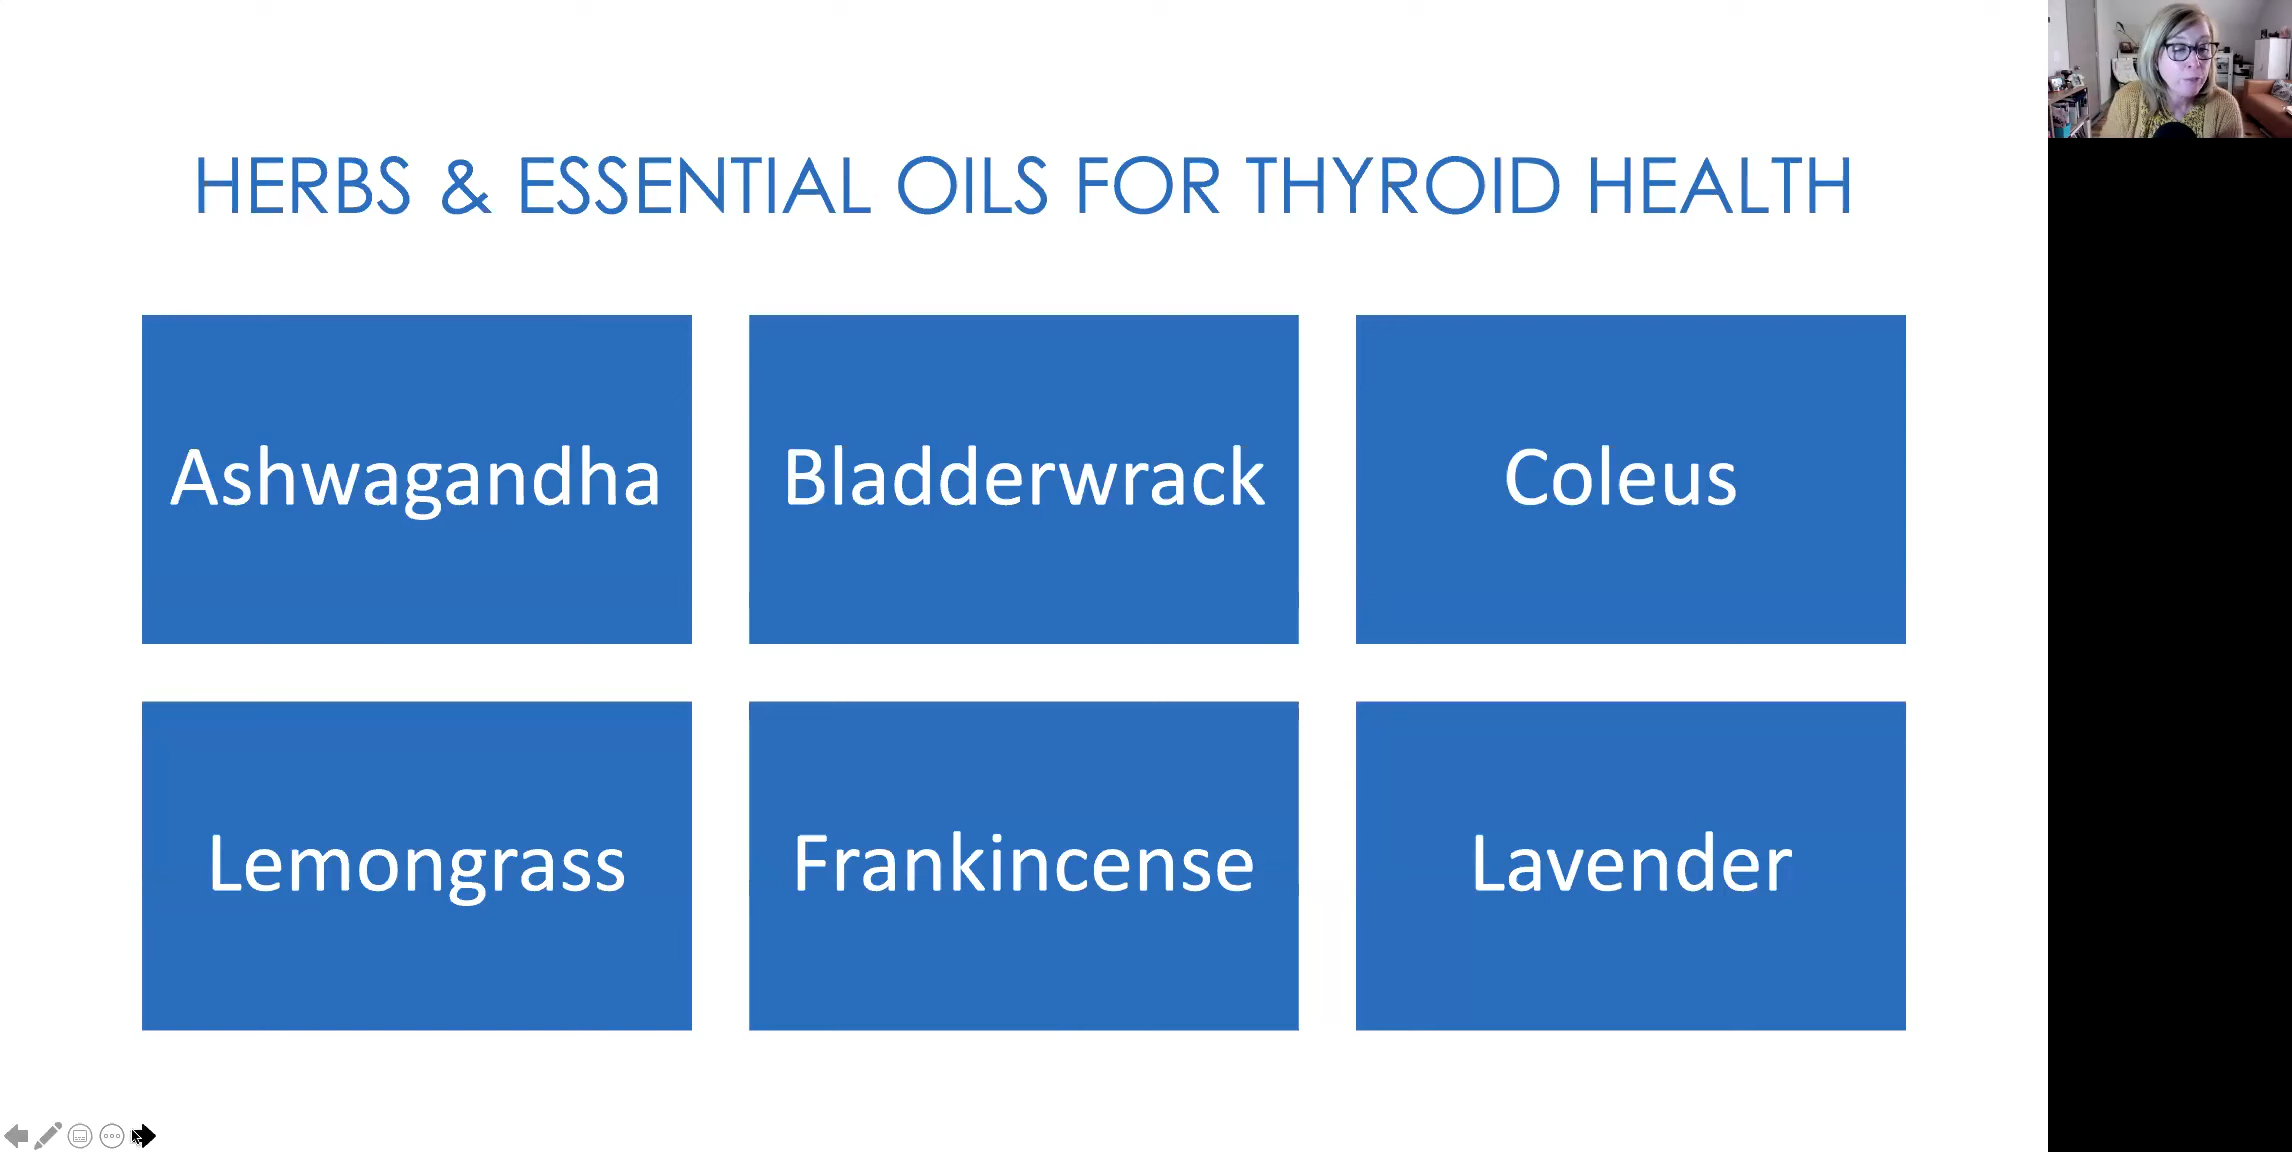 HERBS & ESSENTIAL OILS FOR THYROID HEALTH
Ashwagandha
Bladderwrack
Coleus
Lemongrass
Frankincense
Lavender